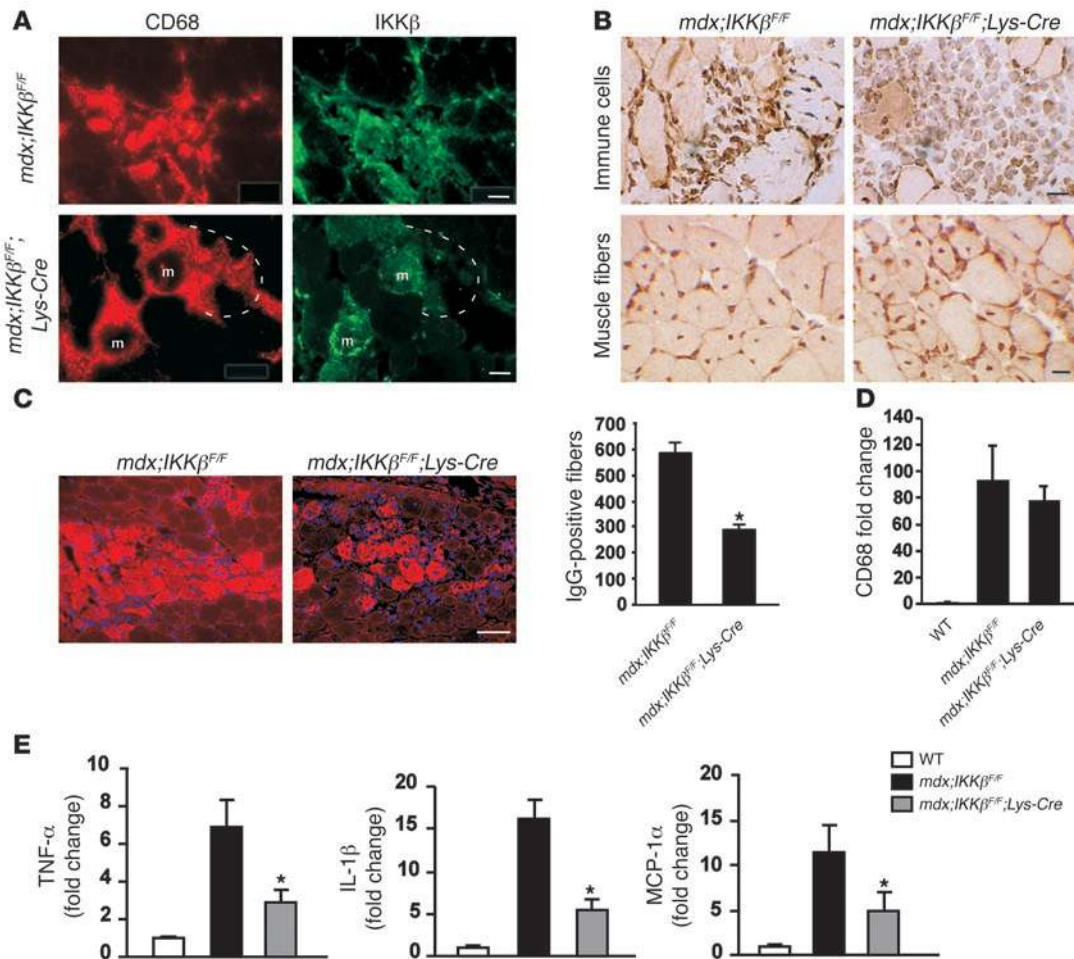 A
CD68
IKKβ
mdx;IKKβF/F
mdx;IKKβF/F;
Lys-Cre
m
m
m
m
B
mdx;IKKβF/F
mdx;IKKβF/F;Lys-Cre
Immune cells
Muscle fibers
C
mdx;IKKβF/F
mdx;IKKβF/F;Lys-Cre
IgG-positive fibers
700
600
500
400
300
200
100
0
*
mdx;IKKβF/F
mdx;IKKβF/F;Lys-Cre
D
CD68 fold change
140
120
100
80
60
40
20
0
WT
mdx;IKKβF/F
mdx;IKKβF/F;Lys-Cre
E
TNF-α
(fold change)
10
8
6
4
2
0
*
IL-1β
(fold change)
20
15
10
5
0
*
MCP-1α
(fold change)
20
15
10
5
0
*
WT
mdx;IKKβF/F
mdx;IKKβF/F;Lys-Cre